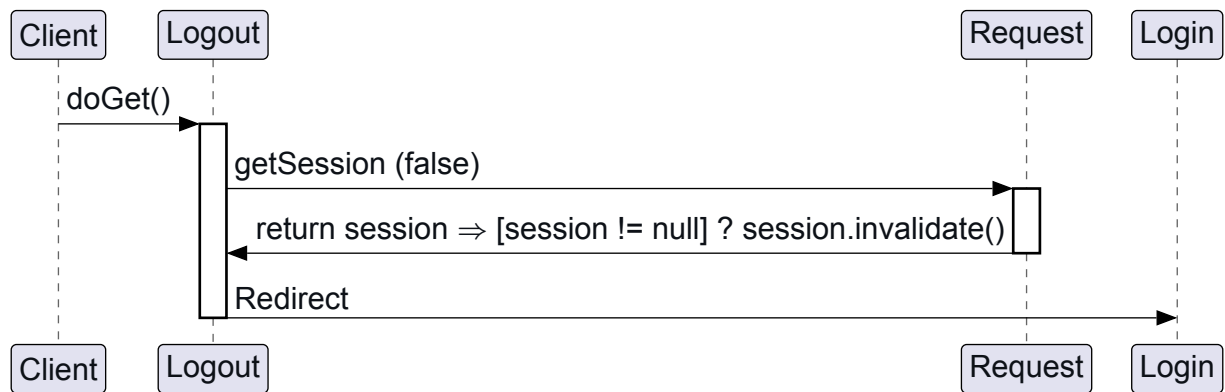 Client Logout Request Login
doGet()
getSession (false)
return session ⇒ [session != null] ? session.invalidate()
Redirect
Client Logout Request Login